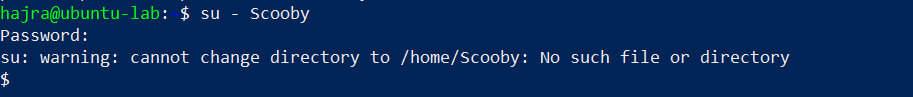 hajra@ubuntu-lab:~$ su - Scooby
Password:
su: warning: cannot change directory to /home/Scooby: No such file or directory
$